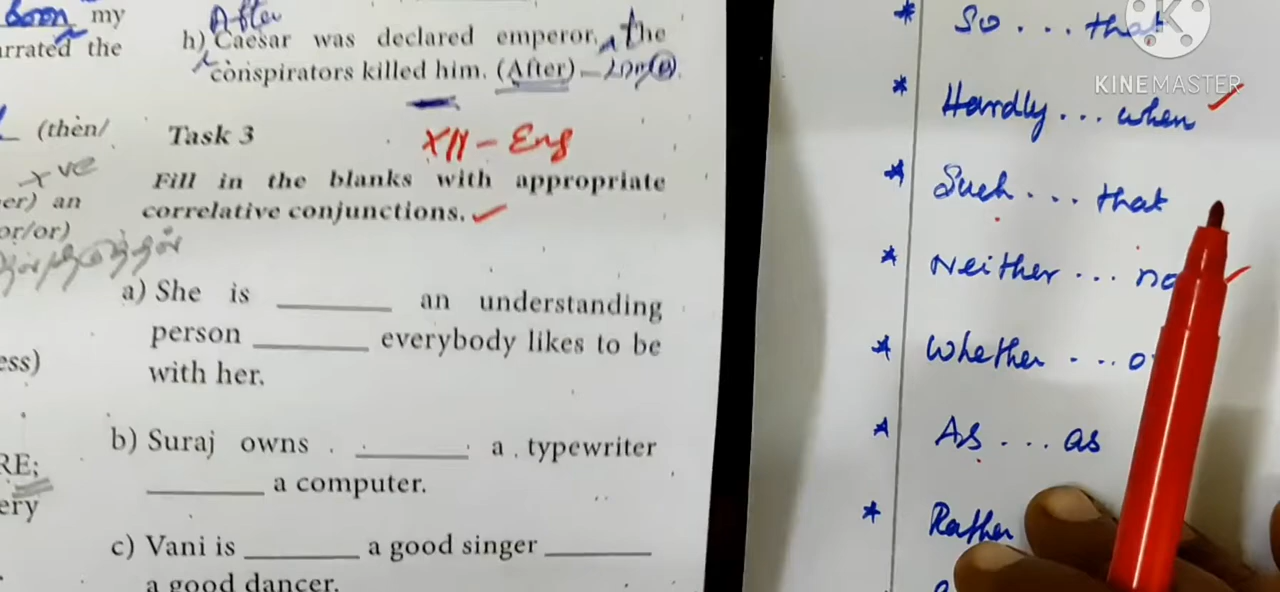 soon my
arrated the
After
h) Caesar was declared emperor, the
conspirators killed him. (After)
(then/
Task 3
XII - Eng
+ve
Fill in the blanks with appropriate
er) an
correlative conjunctions.
or/or)
a) She is ________ an understanding
person ________ everybody likes to be
ess)
with her.
b) Suraj owns ________ a typewriter
RE;
________ a computer.
ery
c) Vani is ________ a good singer ________
a good dancer.
* So . . . that
KINEMASTER
* Hardly . . . when
* Such . . . that
* Neither . . . no
* Whether . . . o
* As . . . as
* Rather